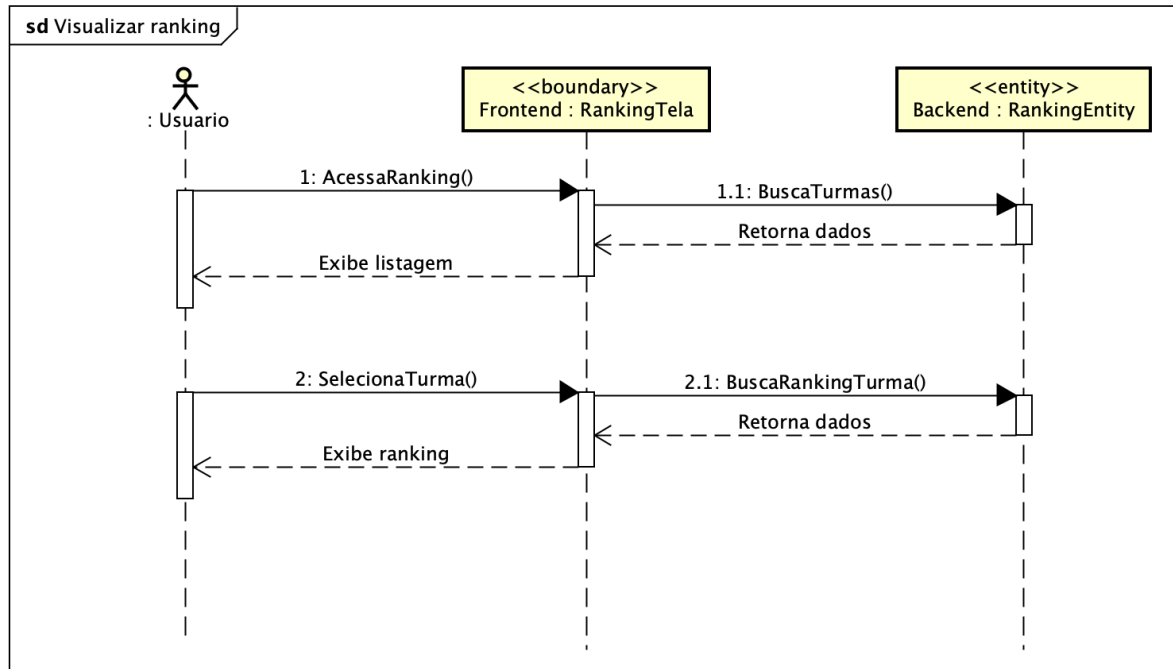 sd Visualizar ranking
<<boundary>>
Frontend : RankingTela
<<entity>>
Backend : RankingEntity
: Usuario
1: AcessaRanking()
1.1: BuscaTurmas()
Retorna dados
Exibe listagem
2: SelecionaTurma()
2.1: BuscaRankingTurma()
Retorna dados
Exibe ranking